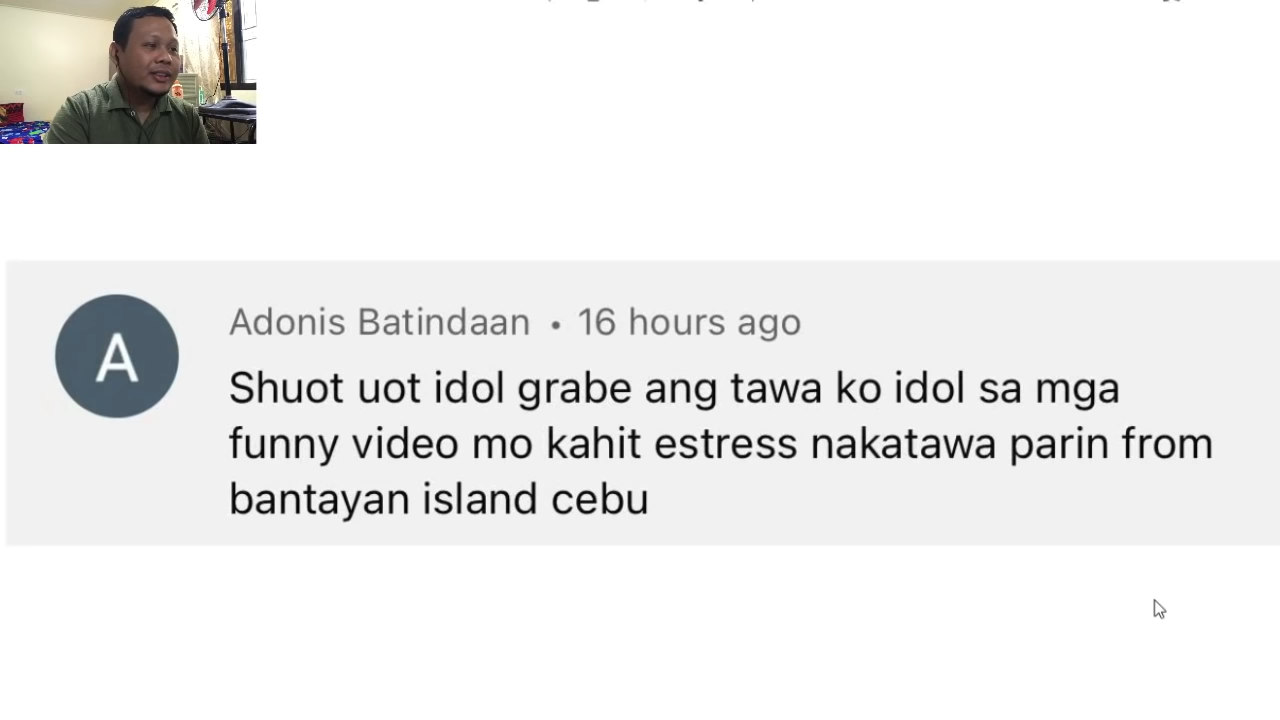 A
Adonis Batindaan • 16 hours ago
Shuot uot idol grabe ang tawa ko idol sa mga
funny video mo kahit estress nakatawa parin from
bantayan island cebu